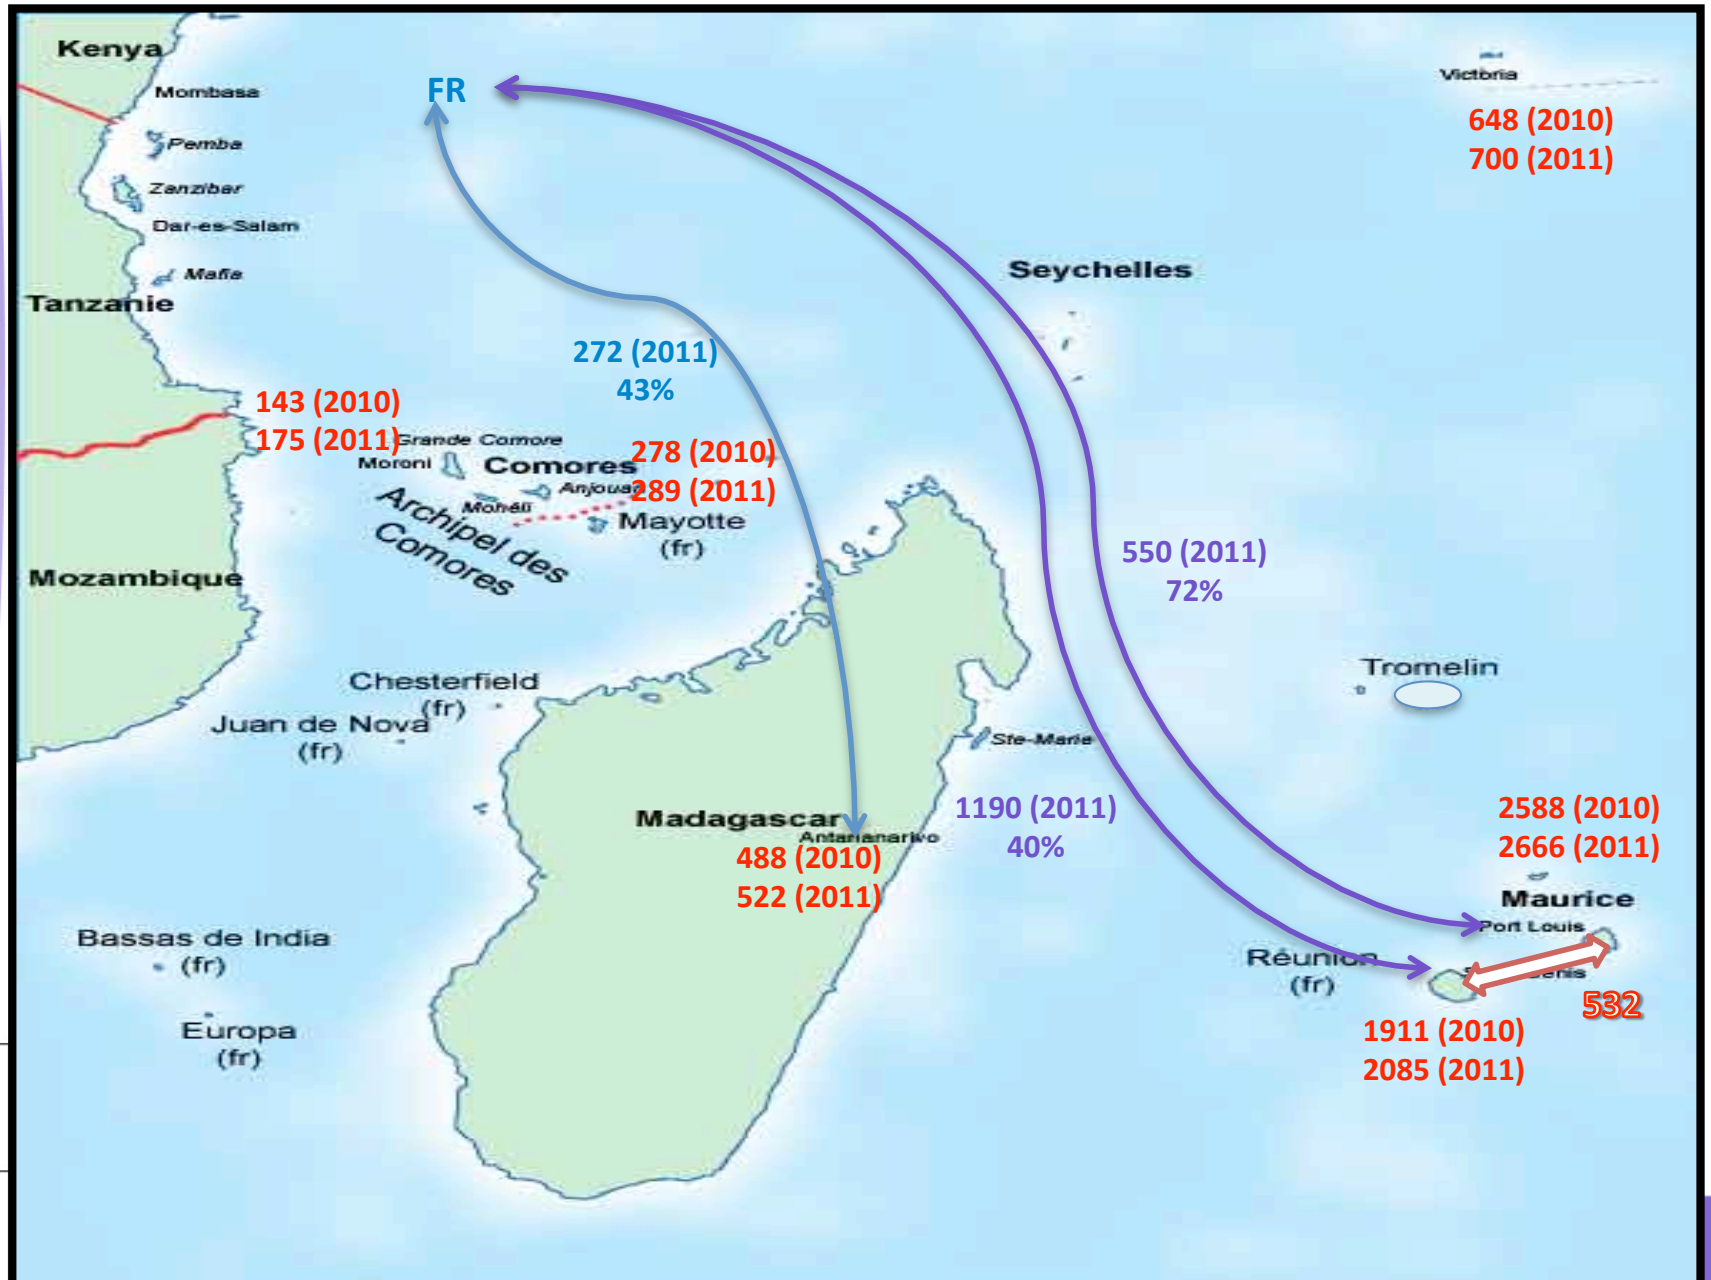 Kenya
Mombasa
Pemba
Zanzibar
Dar-es-Salam
Mafia
Tanzanie
FR
Victoria
648 (2010)
700 (2011)
Seychelles
272 (2011)
43%
143 (2010)
175 (2011)
Grande Comore
Moroni
Comores
278 (2010)
289 (2011)
Anjouan
Mohéli
Mayotte
(fr)
Archipel des
Comores
Mozambique
550 (2011)
72%
Tromelin
Chesterfield
(fr)
Juan de Nova
(fr)
Ste-Marie
Madagascar
Antananarivo
488 (2010)
522 (2011)
1190 (2011)
40%
2588 (2010)
2666 (2011)
Maurice
Port Louis
Réunion
(fr)
532
1911 (2010)
2085 (2011)
Bassas de India
(fr)
Europa
(fr)